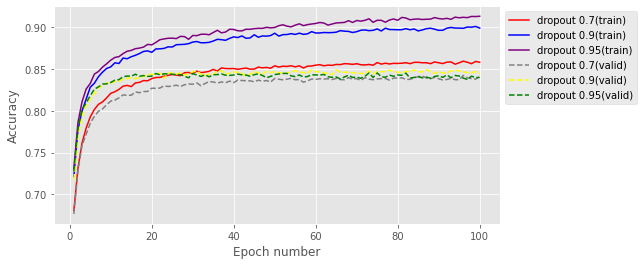 0.90
0.85
0.80
0.75
0.70
Accuracy
0 20 40 60 80 100
Epoch number
dropout 0.7(train)
dropout 0.9(train)
dropout 0.95(train)
dropout 0.7(valid)
dropout 0.9(valid)
dropout 0.95(valid)